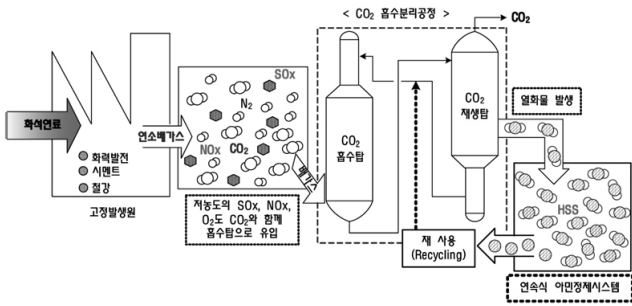 < CO₂ 흡수분리공정 >
CO₂
SOx
N₂
NOx
CO₂
화석연료
연소배가스
화력발전
시멘트
철강
고정발생원
배가스
저농도의 SOx, NOx,
O₂도 CO₂와 함께
흡수탑으로 유입
CO₂
흡수탑
CO₂
재생탑
열화물 발생
HSS
재 사용
(Recycling)
연속식 아민정제시스템